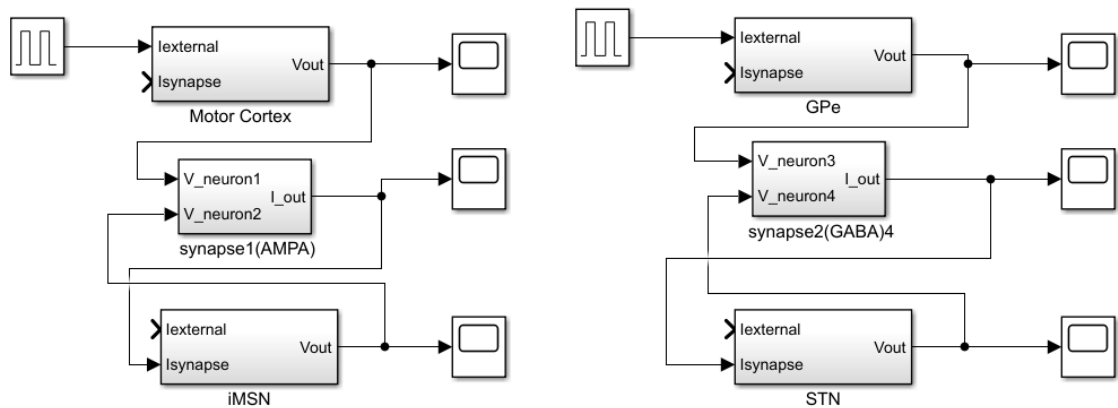 Iexternal
Isynapse
Vout
Motor Cortex
V_neuron1
V_neuron2
I_out
synapse1(AMPA)
Iexternal
Isynapse
Vout
iMSN
Iexternal
Isynapse
Vout
GPe
V_neuron3
V_neuron4
I_out
synapse2(GABA)4
Iexternal
Isynapse
Vout
STN